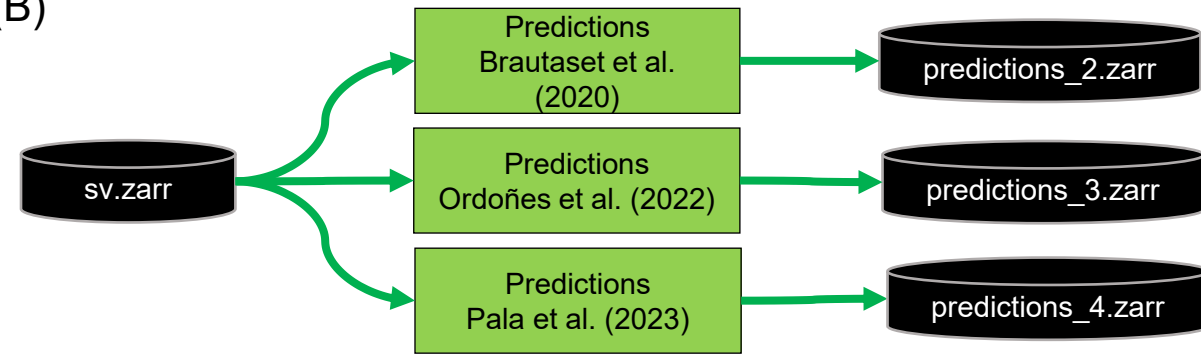 (B)
Predictions
Brautaset et al.
(2020)
predictions_2.zarr
sv.zarr
Predictions
Ordoñes et al. (2022)
predictions_3.zarr
Predictions
Pala et al. (2023)
predictions_4.zarr